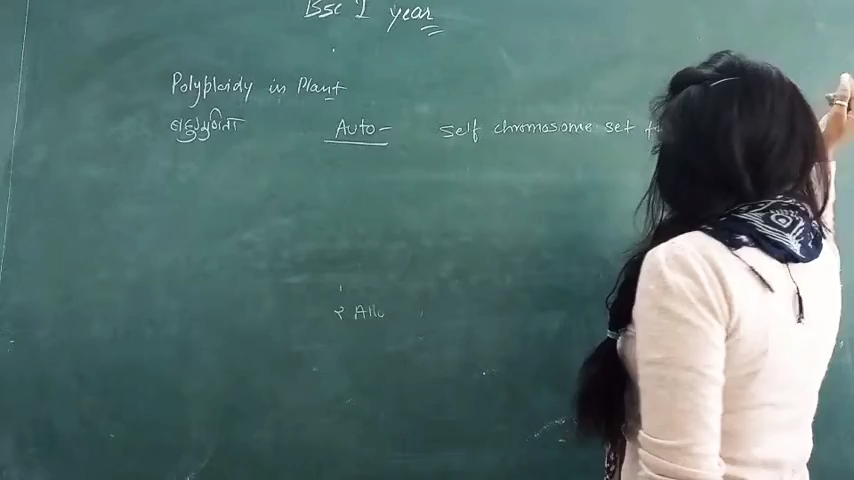 Bsc I year
Polyploidy in Plant
बहुगुणिता
Auto- self chromosome set
२ Allo